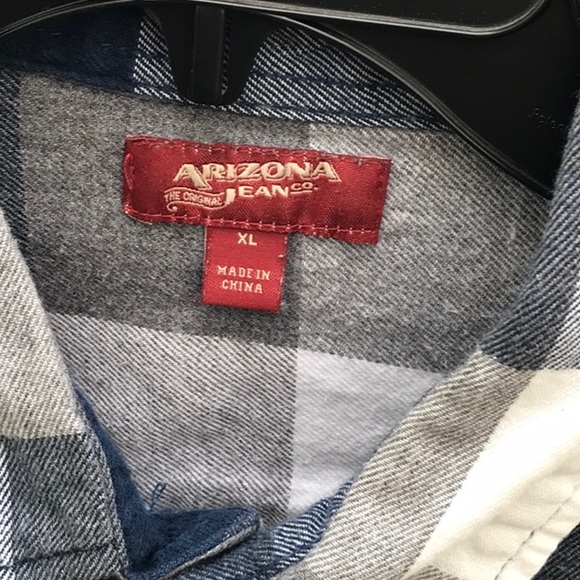 ARIZONA
THE ORIGINAL JEAN CO.
XL
MADE IN
CHINA